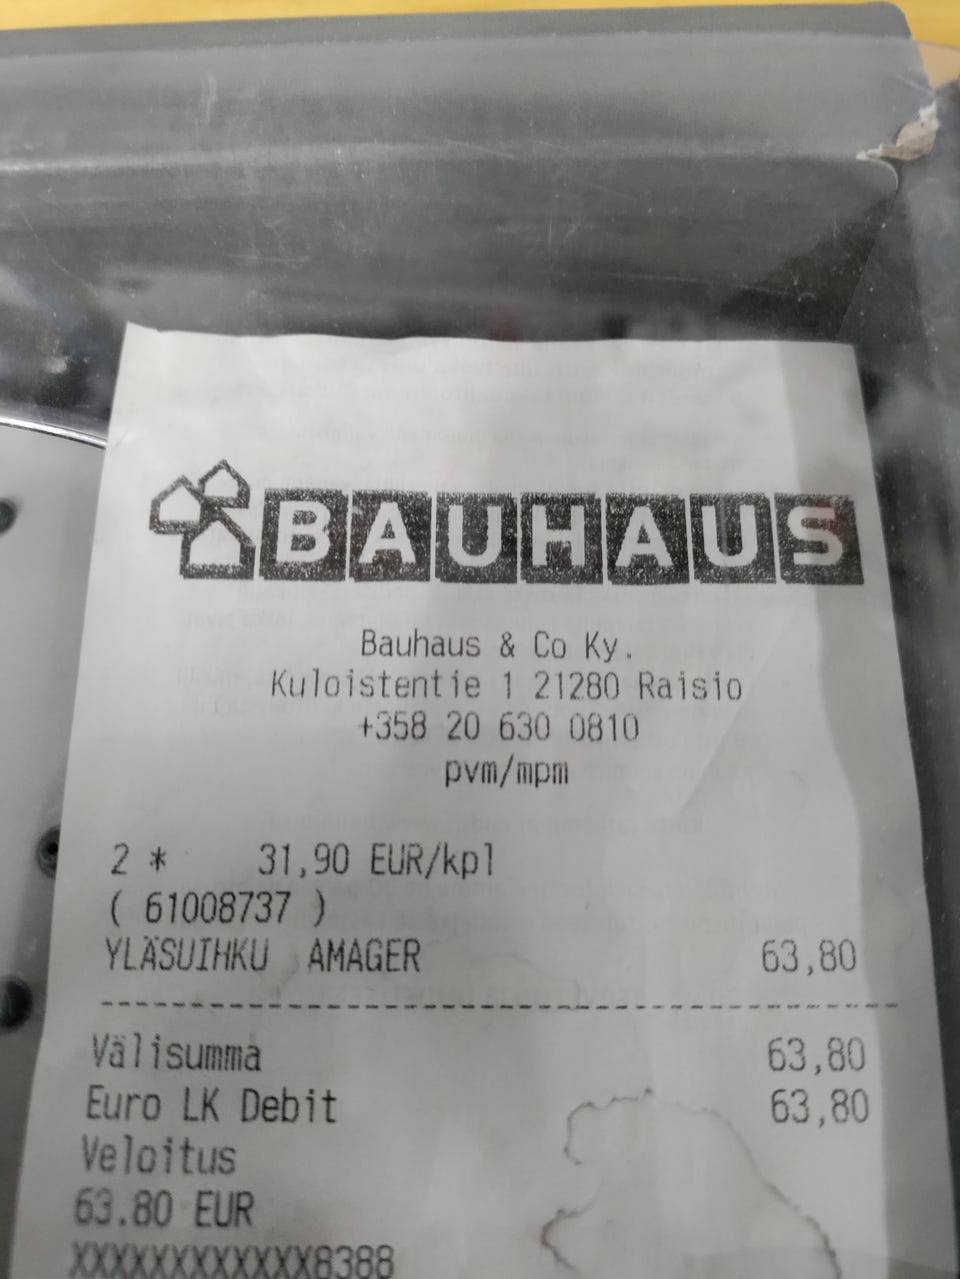 BAUHAUS
Bauhaus & Co Ky.
Kuloistentie 1 21280 Raisio
+358 20 630 0810
pvm/mpm
2 * 31,90 EUR/kpl
( 61008737 )
YLÄSUIHKU AMAGER 63,80
Välisumma 63,80
Euro LK Debit 63,80
Veloitus
63.80 EUR
XXXXXXXXXXXX8388